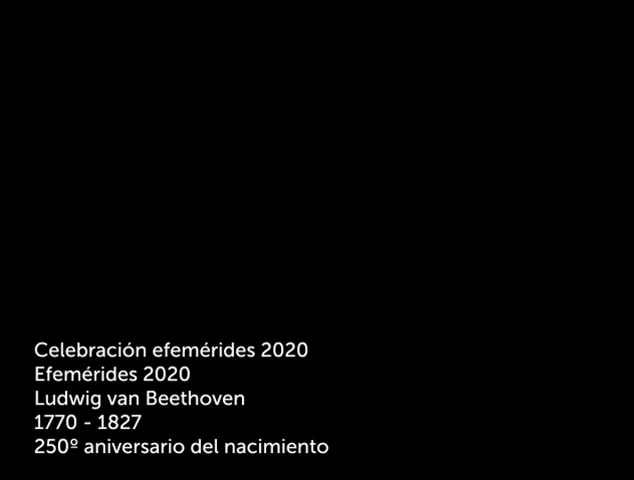 Celebración efemérides 2020
Efemérides 2020
Ludwig van Beethoven
1770 - 1827
250º aniversario del nacimiento